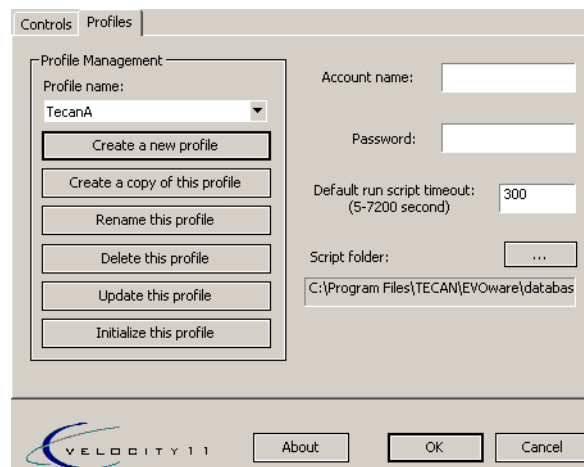 Controls
Profiles
Profile Management
Profile name:
TecanA
Create a new profile
Create a copy of this profile
Rename this profile
Delete this profile
Update this profile
Initialize this profile
Account name:
Password:
Default run script timeout:
(5-7200 second)
300
Script folder:
...
C:\Program Files\TECAN\EVOware\databas
VELOCITY11
About
OK
Cancel